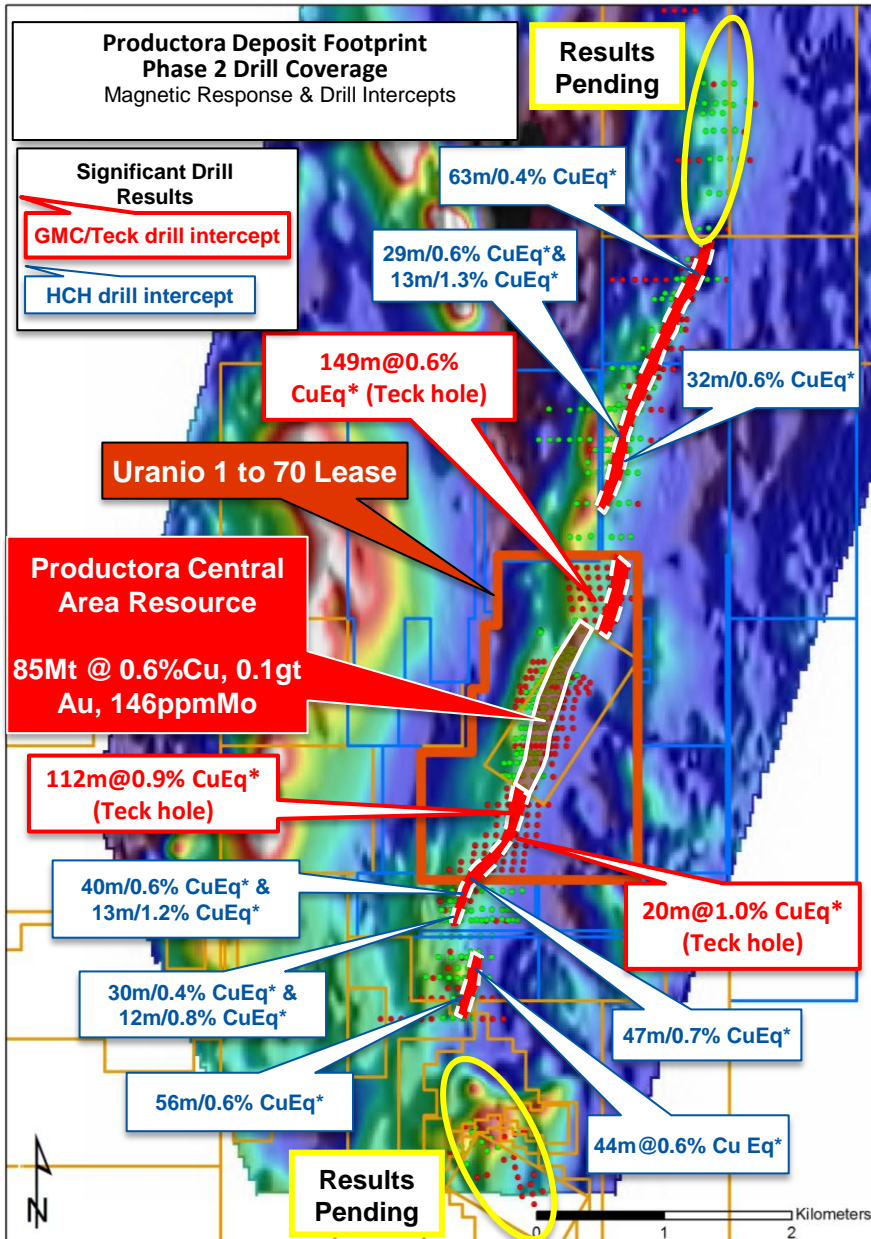 Productora Deposit Footprint
Phase 2 Drill Coverage
Magnetic Response & Drill Intercepts
Results
Pending
Significant Drill
Results
GMC/Teck drill intercept
HCH drill intercept
63m/0.4% CuEq*
29m/0.6% CuEq*&
13m/1.3% CuEq*
149m@0.6%
CuEq* (Teck hole)
32m/0.6% CuEq*
Uranio 1 to 70 Lease
Productora Central
Area Resource
85Mt @ 0.6%Cu, 0.1gt
Au, 146ppmMo
112m@0.9% CuEq*
(Teck hole)
40m/0.6% CuEq* &
13m/1.2% CuEq*
20m@1.0% CuEq*
(Teck hole)
30m/0.4% CuEq* &
12m/0.8% CuEq*
47m/0.7% CuEq*
56m/0.6% CuEq*
44m@0.6% Cu Eq*
Results
Pending
N
Kilometers
0 1 2